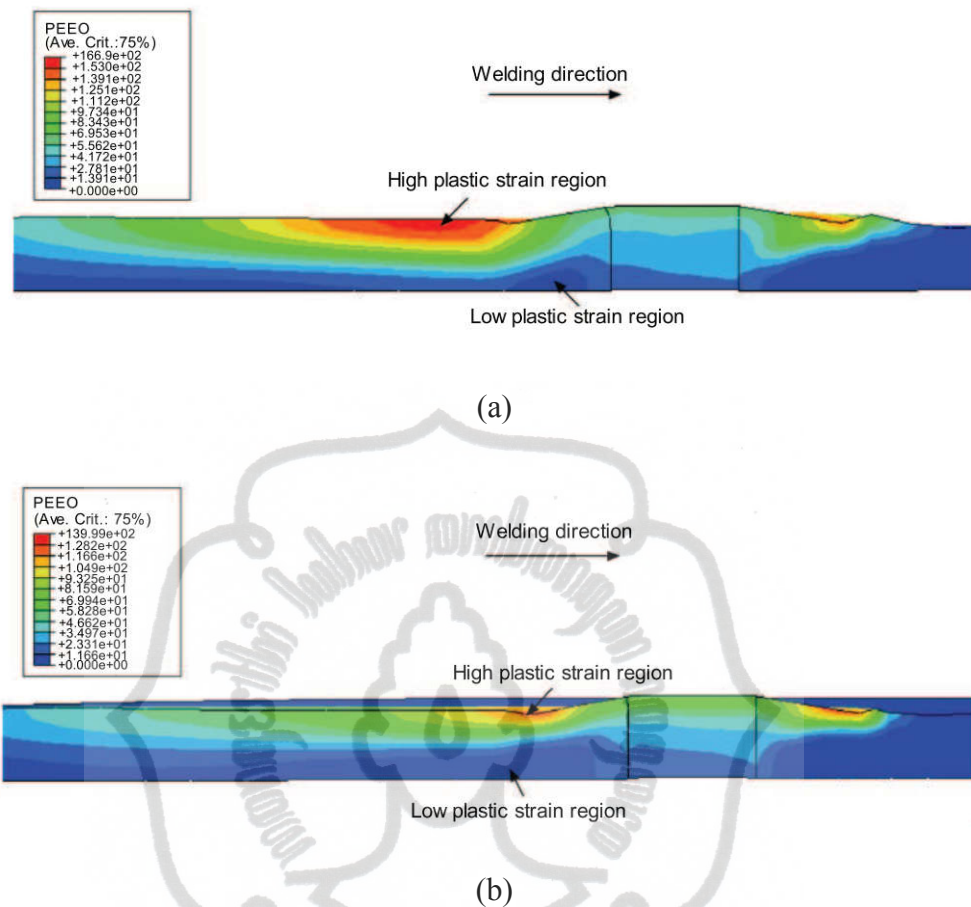 PEEO
(Ave. Crit.:75%)
+166.9e+02
+1.530e+02
+1.391e+02
+1.251e+02
+1.112e+02
+9.734e+01
+8.343e+01
+6.953e+01
+5.562e+01
+4.172e+01
+2.781e+01
+1.391e+01
+0.000e+00
Welding direction
High plastic strain region
Low plastic strain region
(a)
PEEO
(Ave. Crit.: 75%)
+139.99e+02
+1.282e+02
+1.166e+02
+1.049e+02
+9.325e+01
+8.159e+01
+6.994e+01
+5.828e+01
+4.662e+01
+3.497e+01
+2.331e+01
+1.166e+01
+0.000e+00
Welding direction
High plastic strain region
Low plastic strain region
(b)